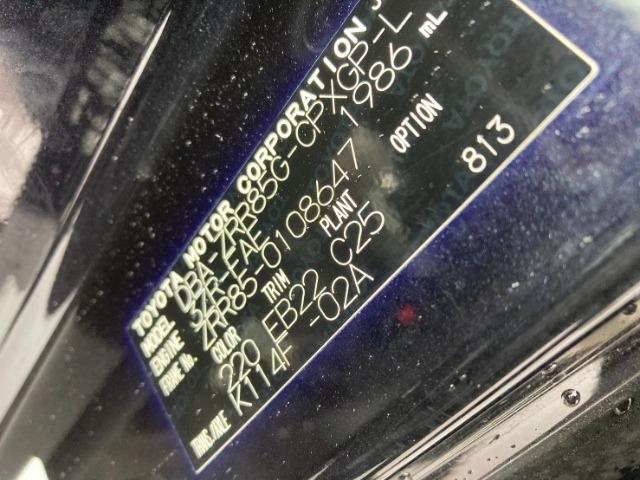 TOYOTA MOTOR CORPORATION J
MODEL DBA-ZRR85G-CPXGP-L
ENGINE 3ZR-FAE 1986 mL
FRAME No. ZRR85-0108647
COLOR TRIM PLANT OPTION
220 EB22 C25 813
TRANS./AXLE K114F -02A